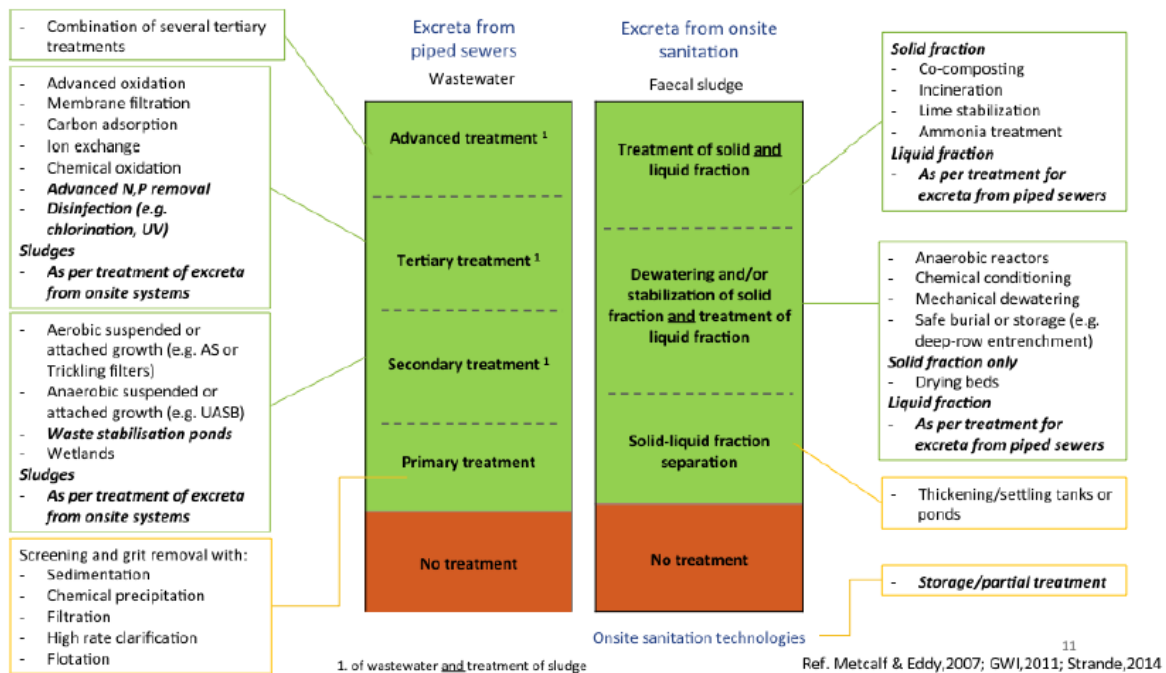 - Combination of several tertiary
treatments
- Advanced oxidation
- Membrane filtration
- Carbon adsorption
- Ion exchange
- Chemical oxidation
- Advanced N,P removal
- Disinfection (e.g.
chlorination, UV)
Sludges
- As per treatment of excreta
from onsite systems
- Aerobic suspended or
attached growth (e.g. AS or
Trickling filters)
- Anaerobic suspended or
attached growth (e.g. UASB)
- Waste stabilisation ponds
- Wetlands
Sludges
- As per treatment of excreta
from onsite systems
Screening and grit removal with:
- Sedimentation
- Chemical precipitation
- Filtration
- High rate clarification
- Flotation
Excreta from
piped sewers
Wastewater
Advanced treatment 1
Tertiary treatment 1
Secondary treatment 1
Primary treatment
No treatment
1. of wastewater and treatment of sludge
Excreta from onsite
sanitation
Faecal sludge
Treatment of solid and
liquid fraction
Dewatering and/or
stabilization of solid
fraction and treatment of
liquid fraction
Solid-liquid fraction
separation
No treatment
Onsite sanitation technologies
Solid fraction
- Co-composting
- Incineration
- Lime stabilization
- Ammonia treatment
Liquid fraction
- As per treatment for
excreta from piped sewers
- Anaerobic reactors
- Chemical conditioning
- Mechanical dewatering
- Safe burial or storage (e.g.
deep-row entrenchment)
Solid fraction only
- Drying beds
Liquid fraction
- As per treatment for
excreta from piped sewers
- Thickening/settling tanks or
ponds
- Storage/partial treatment
11
Ref. Metcalf & Eddy,2007; GWI,2011; Strande,2014